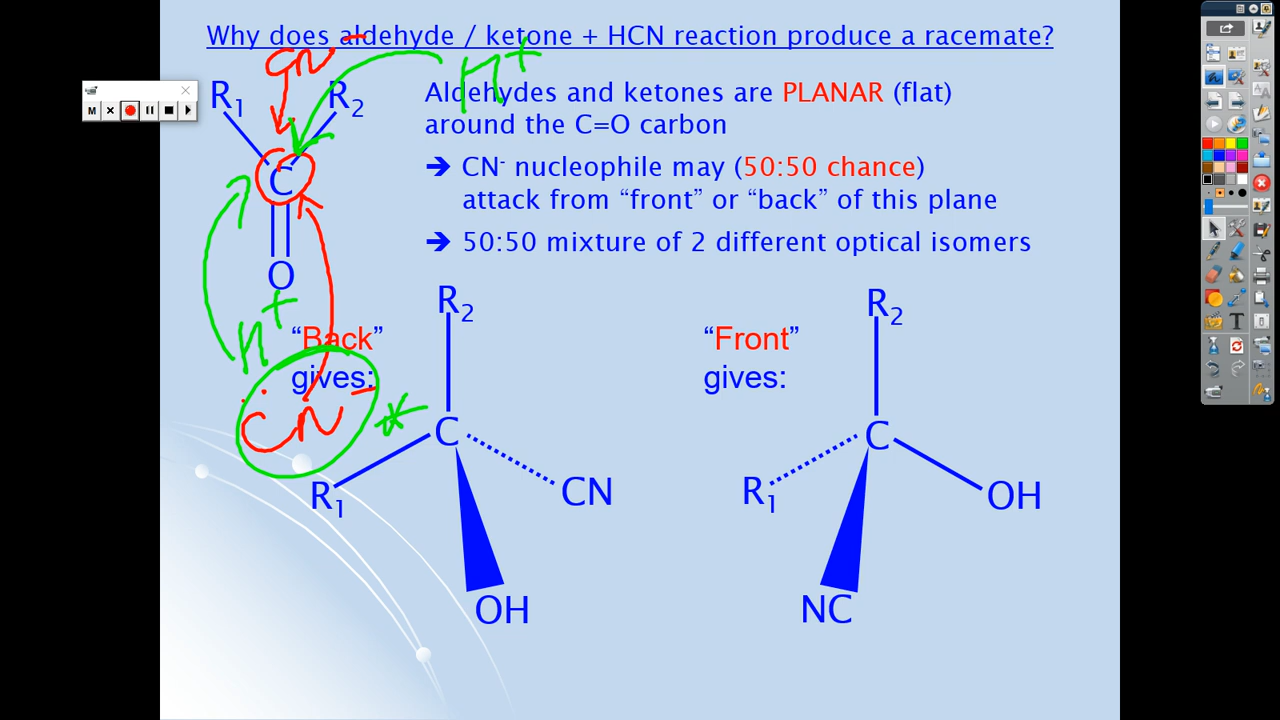 Why does aldehyde / ketone + HCN reaction produce a racemate?
CN-
H+
R1
R2
C
O
Aldehydes and ketones are PLANAR (flat)
around the C=O carbon
➔ CN- nucleophile may (50:50 chance)
attack from “front” or “back” of this plane
➔ 50:50 mixture of 2 different optical isomers
H+
:CN-
*
“Back”
gives:
R2
C
R1
CN
OH
“Front”
gives:
R2
C
R1
OH
NC
M
T